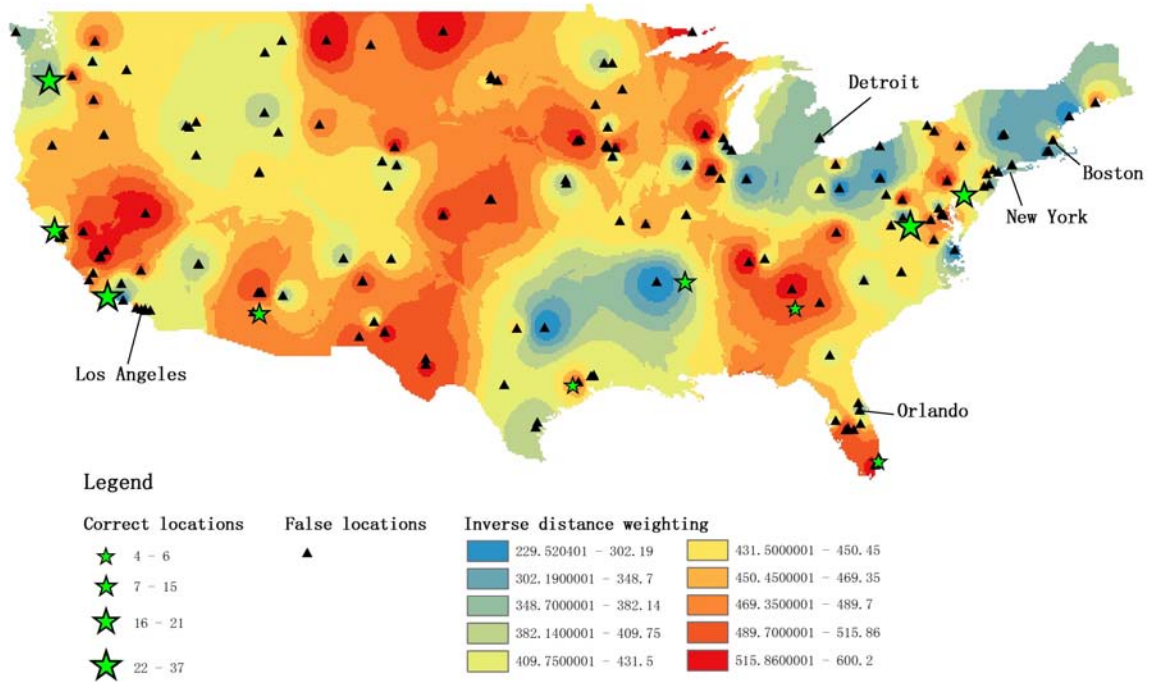 Detroit
Boston
New York
Los Angeles
Orlando
Legend
Correct locations
False locations
Inverse distance weighting
4 - 6
7 - 15
16 - 21
22 - 37
229.520401 - 302.19
302.1900001 - 348.7
348.7000001 - 382.14
382.1400001 - 409.75
409.7500001 - 431.5
431.5000001 - 450.45
450.4500001 - 469.35
469.3500001 - 489.7
489.7000001 - 515.86
515.8600001 - 600.2